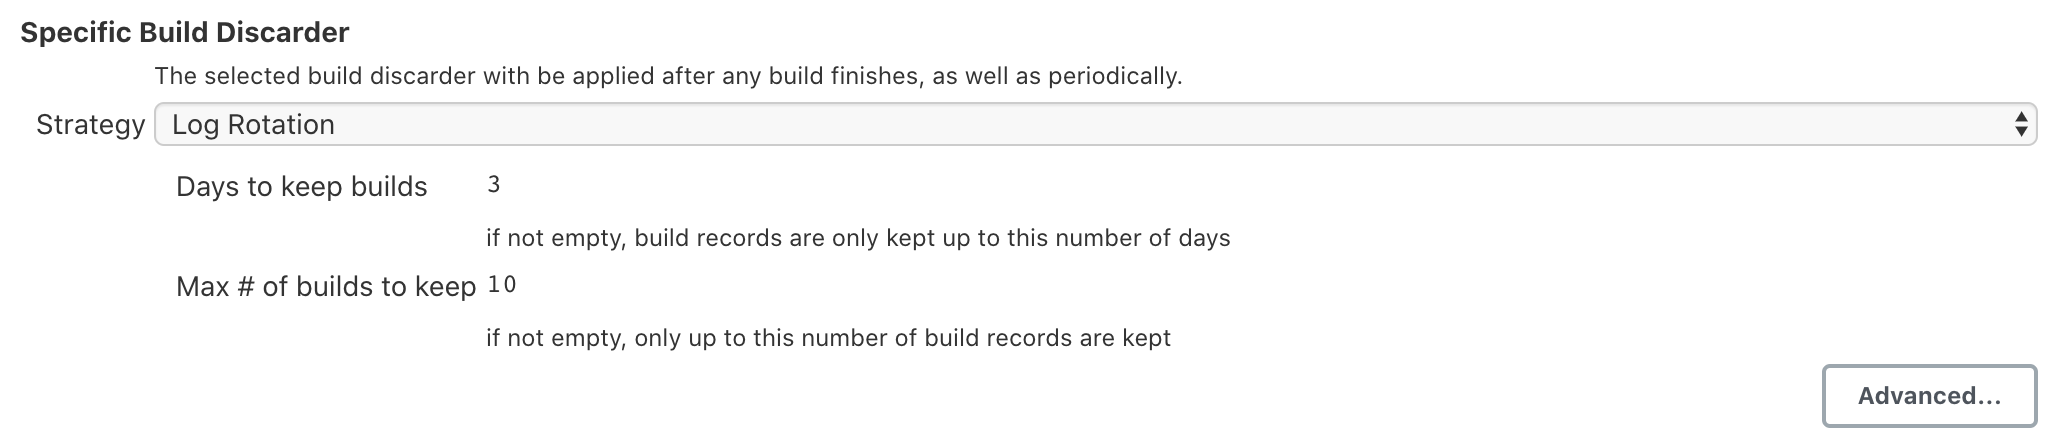 Specific Build Discarder
The selected build discarder with be applied after any build finishes, as well as periodically.
Strategy Log Rotation
Days to keep builds 3
if not empty, build records are only kept up to this number of days
Max # of builds to keep 10
if not empty, only up to this number of build records are kept
Advanced...